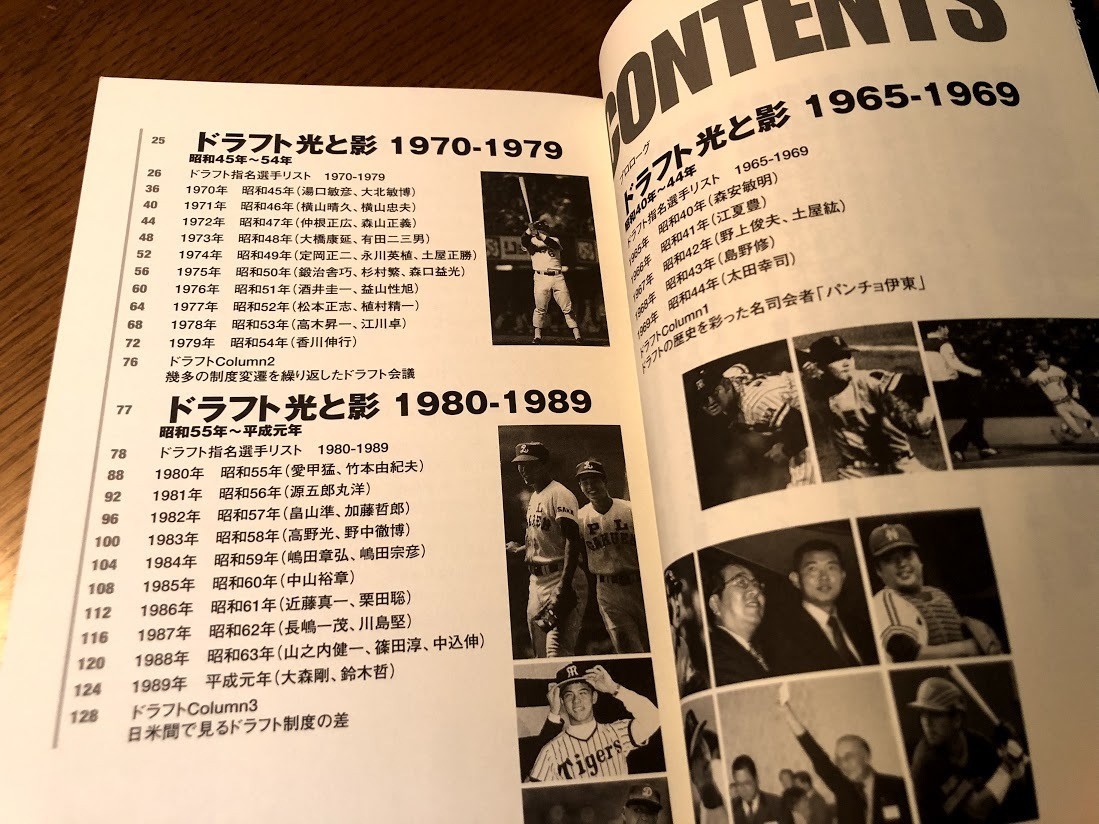 25 ドラフト光と影 1970-1979
昭和45年～54年
26 ドラフト指名選手リスト 1970-1979
36 1970年 昭和45年（湯口敏彦、大北敏博）
40 1971年 昭和46年（横山晴久、横山忠夫）
44 1972年 昭和47年（仲根正広、森山正義）
48 1973年 昭和48年（大橋康延、有田二三男）
52 1974年 昭和49年（定岡正二、永川英植、土屋正勝）
56 1975年 昭和50年（鍛治舎巧、杉村繁、森口益光）
60 1976年 昭和51年（酒井圭一、益山性旭）
64 1977年 昭和52年（松本正志、植村精一）
68 1978年 昭和53年（高木昇一、江川卓）
72 1979年 昭和54年（香川伸行）
76 ドラフトColumn2
幾多の制度変遷を繰り返したドラフト会議
77 ドラフト光と影 1980-1989
昭和55年～平成元年
78 ドラフト指名選手リスト 1980-1989
88 1980年 昭和55年（愛甲猛、竹本由紀夫）
92 1981年 昭和56年（源五郎丸洋）
96 1982年 昭和57年（畠山準、加藤哲郎）
100 1983年 昭和58年（高野光、野中徹博）
104 1984年 昭和59年（嶋田章弘、嶋田宗彦）
108 1985年 昭和60年（中山裕章）
112 1986年 昭和61年（近藤真一、栗田聡）
116 1987年 昭和62年（長嶋一茂、川島堅）
120 1988年 昭和63年（山之内健一、篠田淳、中込伸）
124 1989年 平成元年（大森剛、鈴木哲）
128 ドラフトColumn3
日米間で見るドラフト制度の差
PL
GAKUEN
Tigers
CONTENTS
プロローグ
ドラフト光と影 1965-1969
昭和40年～44年
ドラフト指名選手リスト 1965-1969
1965年 昭和40年（森安敏明）
1966年 昭和41年（江夏豊）
1967年 昭和42年（野上俊夫、土屋紘）
1968年 昭和43年（島野修）
1969年 昭和44年（太田幸司）
ドラフトColumn1
ドラフトの歴史を彩った名司会者「パンチョ伊東」